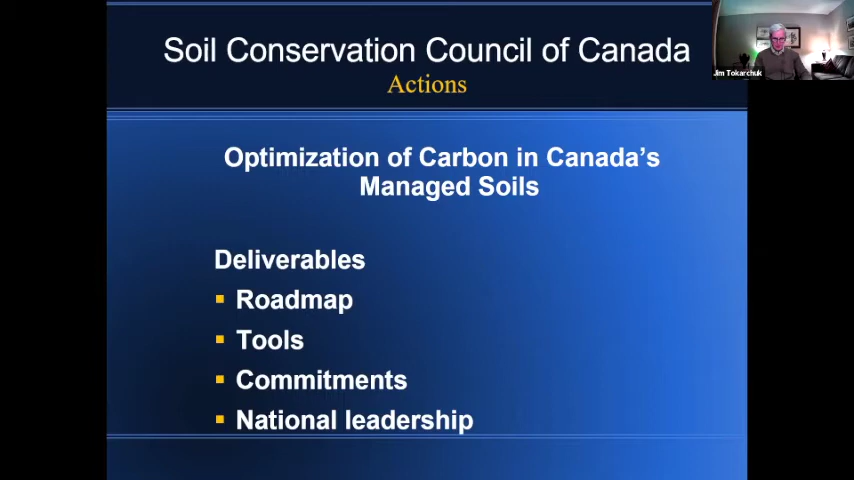 Soil Conservation Council of Canada
Actions
Jim Tokarchuk
Optimization of Carbon in Canada's
Managed Soils
Deliverables
Roadmap
Tools
Commitments
National leadership